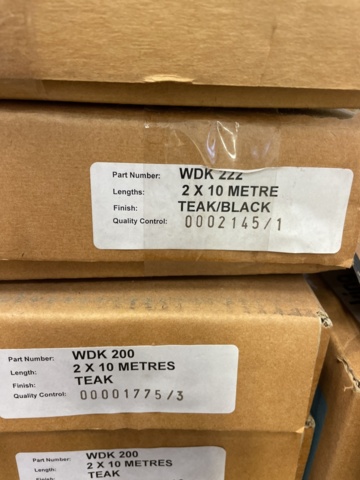 Part Number: WDK 222
Lengths: 2 X 10 METRE
Finish: TEAK/BLACK
Quality Control: 0002145/1
Part Number: WDK 200
Length: 2 X 10 METRES
Finish: TEAK
Quality Control: 00001775/3
Part Number: WDK 200
Length: 2 X 10 METRES
Finish: TEAK